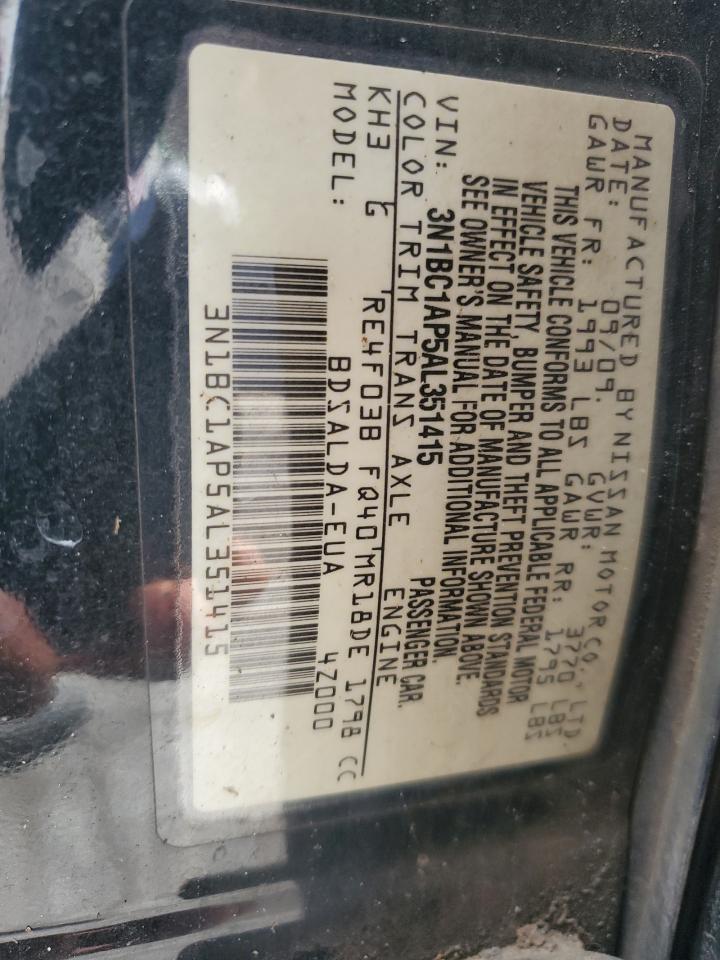 MANUFACTURED BY NISSAN MOTOR CO., LTD.
DATE: 09/09. GVWR: 3770 LBS
GAWR FR: 1993 LBS GAWR RR: 1795 LBS
THIS VEHICLE CONFORMS TO ALL APPLICABLE FEDERAL MOTOR
VEHICLE SAFETY, BUMPER AND THEFT PREVENTION STANDARDS
IN EFFECT ON THE DATE OF MANUFACTURE SHOWN ABOVE.
SEE OWNER'S MANUAL FOR ADDITIONAL INFORMATION.
VIN: 3N1BC1AP5AL351415 PASSENGER CAR.
COLOR TRIM TRANS AXLE ENGINE
KH3 G RE4F03B FQ40 MR18DE 1798 CC
MODEL: BDSALDA-EUA 4Z000
3N1BC1AP5AL351415